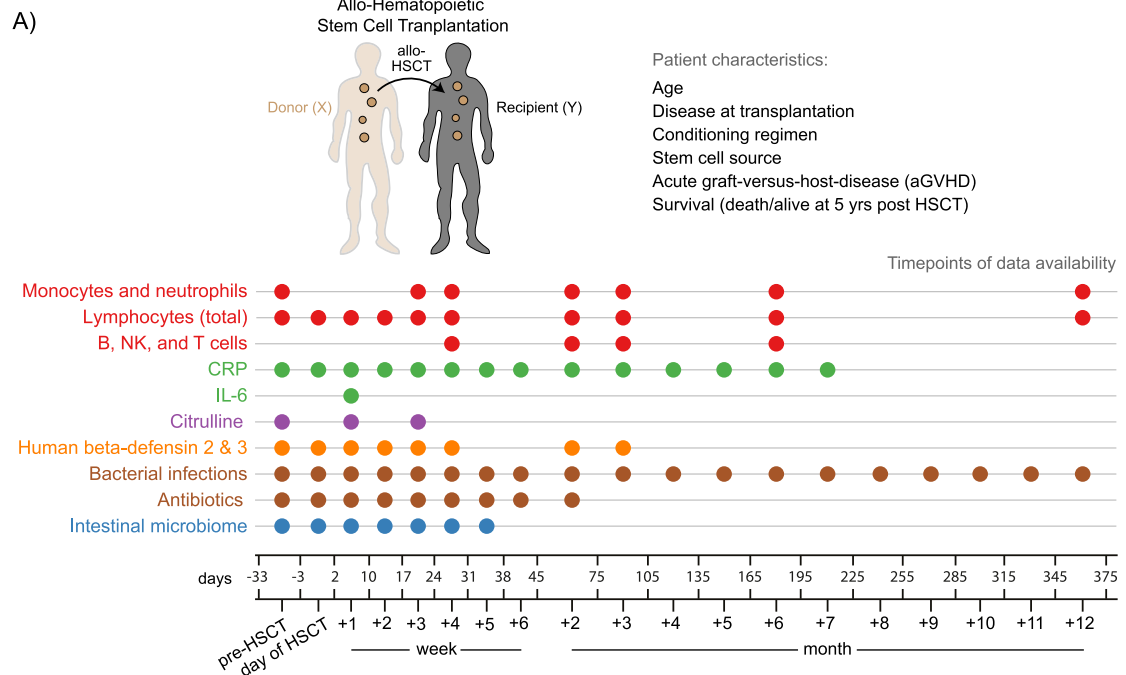 A)
Allo-Hematopoietic
Stem Cell Tranplantation
allo-
HSCT
Donor (X)
Recipient (Y)
Patient characteristics:
Age
Disease at transplantation
Conditioning regimen
Stem cell source
Acute graft-versus-host-disease (aGVHD)
Survival (death/alive at 5 yrs post HSCT)
Timepoints of data availability
Monocytes and neutrophils
Lymphocytes (total)
B, NK, and T cells
CRP
IL-6
Citrulline
Human beta-defensin 2 & 3
Bacterial infections
Antibiotics
Intestinal microbiome
days
-33 -3 2 10 17 24 31 38 45 75 105 135 165 195 225 255 285 315 345 375
pre-HSCT day of HSCT +1 +2 +3 +4 +5 +6 +2 +3 +4 +5 +6 +7 +8 +9 +10 +11 +12
week month